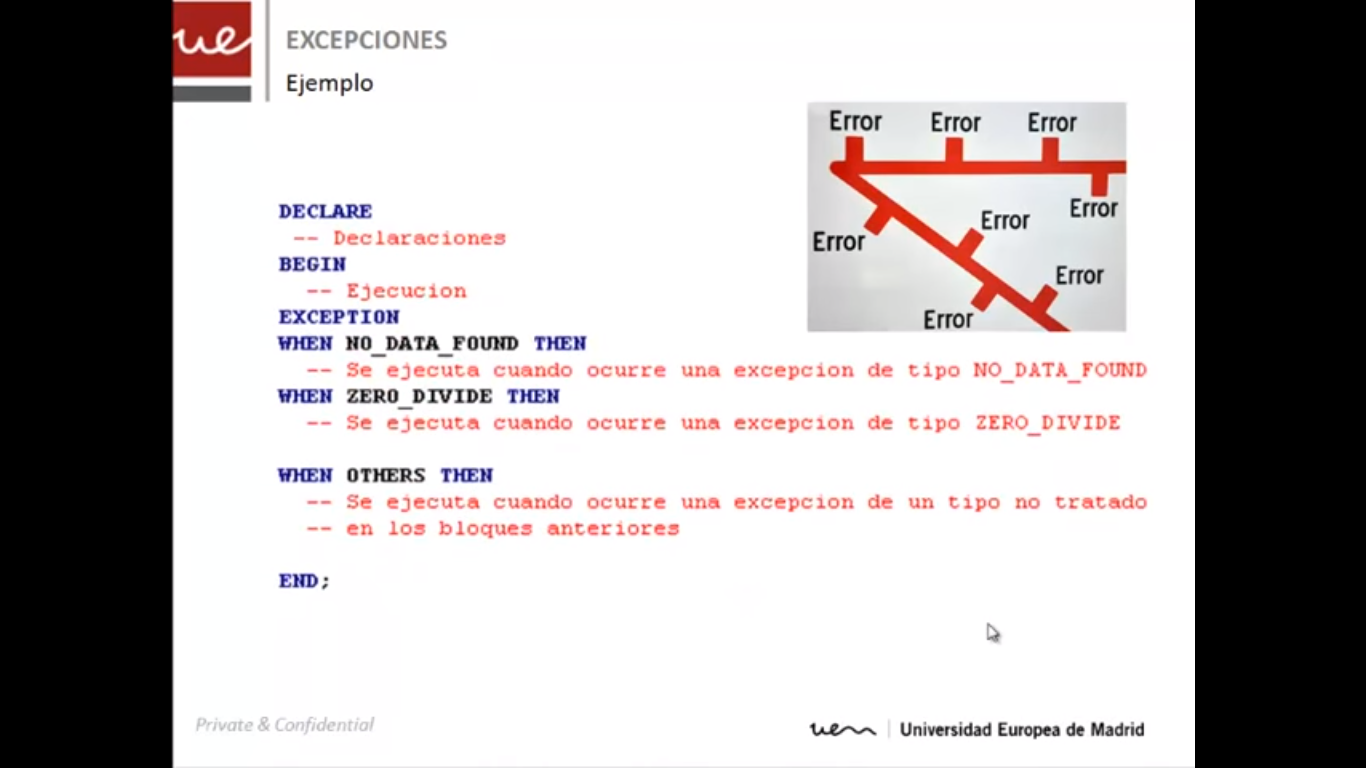 ue
EXCEPCIONES
Ejemplo
Error Error Error
Error
Error
Error
Error
Error
DECLARE
-- Declaraciones
BEGIN
-- Ejecucion
EXCEPTION
WHEN NO_DATA_FOUND THEN
-- Se ejecuta cuando ocurre una excepcion de tipo NO_DATA_FOUND
WHEN ZERO_DIVIDE THEN
-- Se ejecuta cuando ocurre una excepcion de tipo ZERO_DIVIDE
WHEN OTHERS THEN
-- Se ejecuta cuando ocurre una excepcion de un tipo no tratado
-- en los bloques anteriores
END;
Private & Confidential
uem Universidad Europea de Madrid